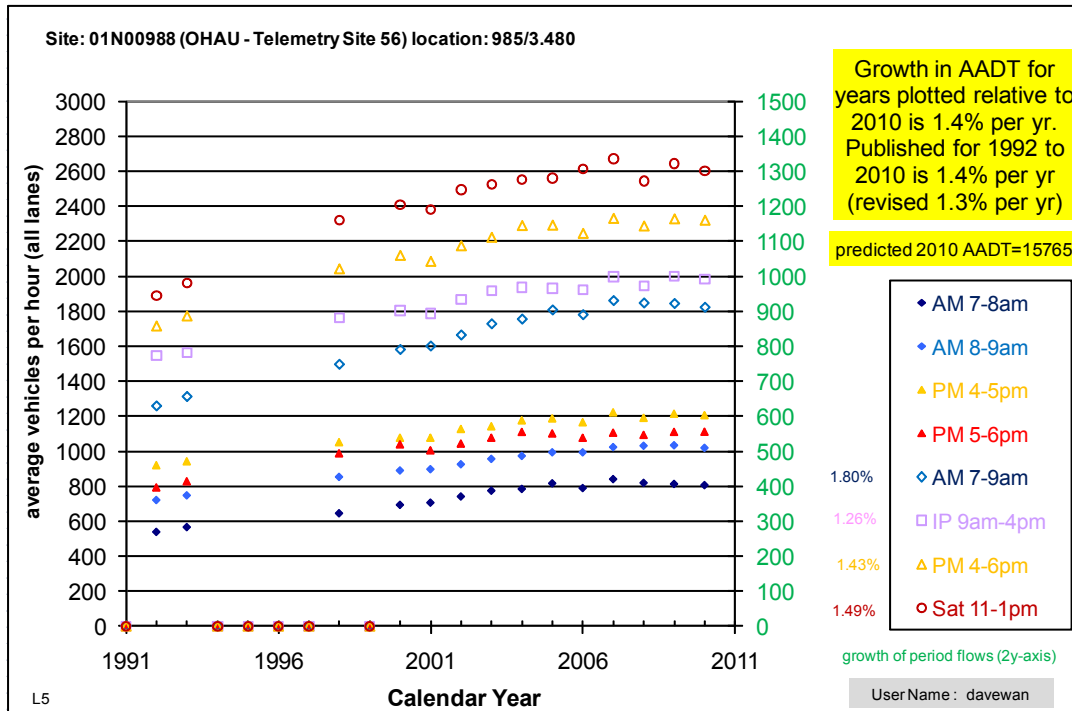 Site: 01N00988 (OHAU - Telemetry Site 56) location: 985/3.480
Growth in AADT for
years plotted relative to
2010 is 1.4% per yr.
Published for 1992 to
2010 is 1.4% per yr
(revised 1.3% per yr)
predicted 2010 AADT=15765
average vehicles per hour (all lanes)
3000
2800
2600
2400
2200
2000
1800
1600
1400
1200
1000
800
600
400
200
0
1500
1400
1300
1200
1100
1000
900
800
700
600
500
400
300
200
100
0
1991
1996
2001
2006
2011
Calendar Year
AM 7-8am
AM 8-9am
PM 4-5pm
PM 5-6pm
1.80% AM 7-9am
1.26% IP 9am-4pm
1.43% PM 4-6pm
1.49% Sat 11-1pm
growth of period flows (2y-axis)
User Name : davewan
L5